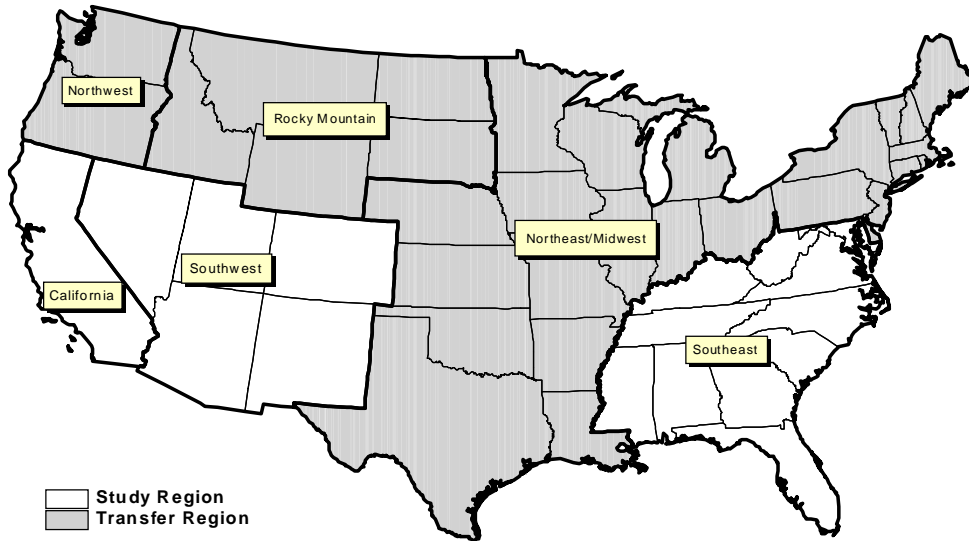 Northwest
Rocky Mountain
Northeast/Midwest
Southwest
California
Southeast
Study Region
Transfer Region